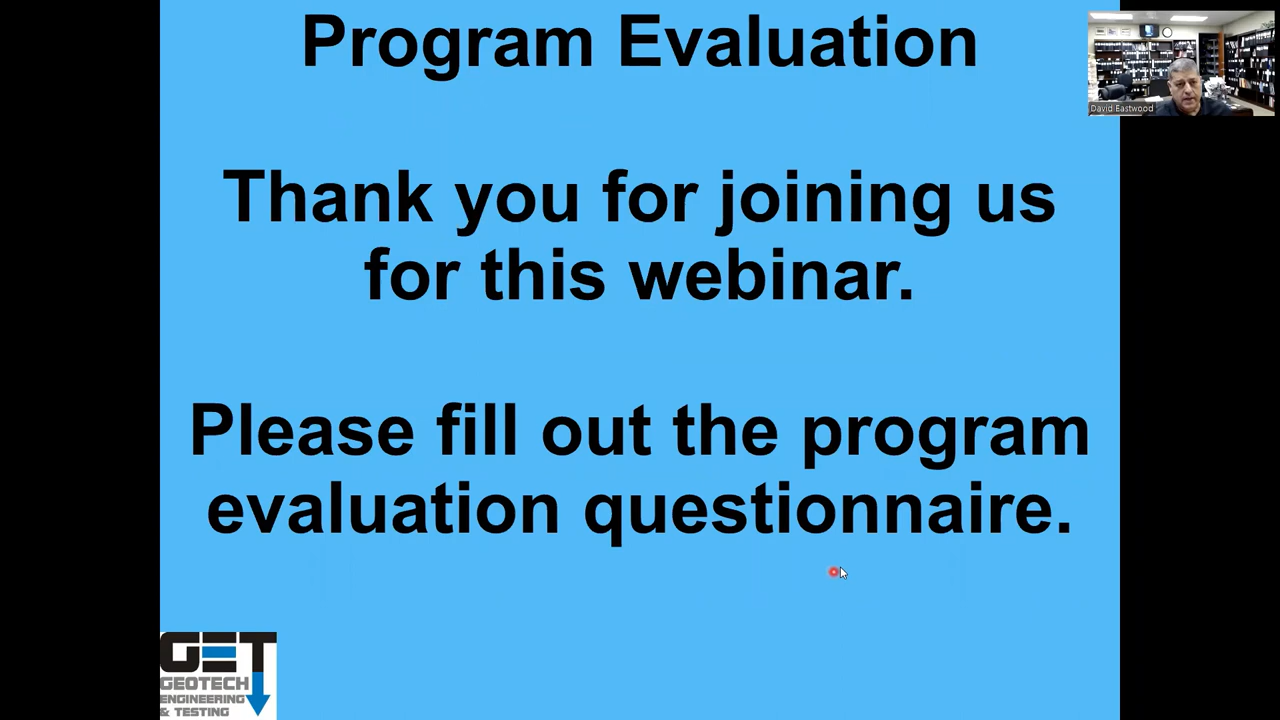 Program Evaluation
David Eastwood
Thank you for joining us
for this webinar.
Please fill out the program
evaluation questionnaire.
GET
GEOTECH
ENGINEERING
& TESTING